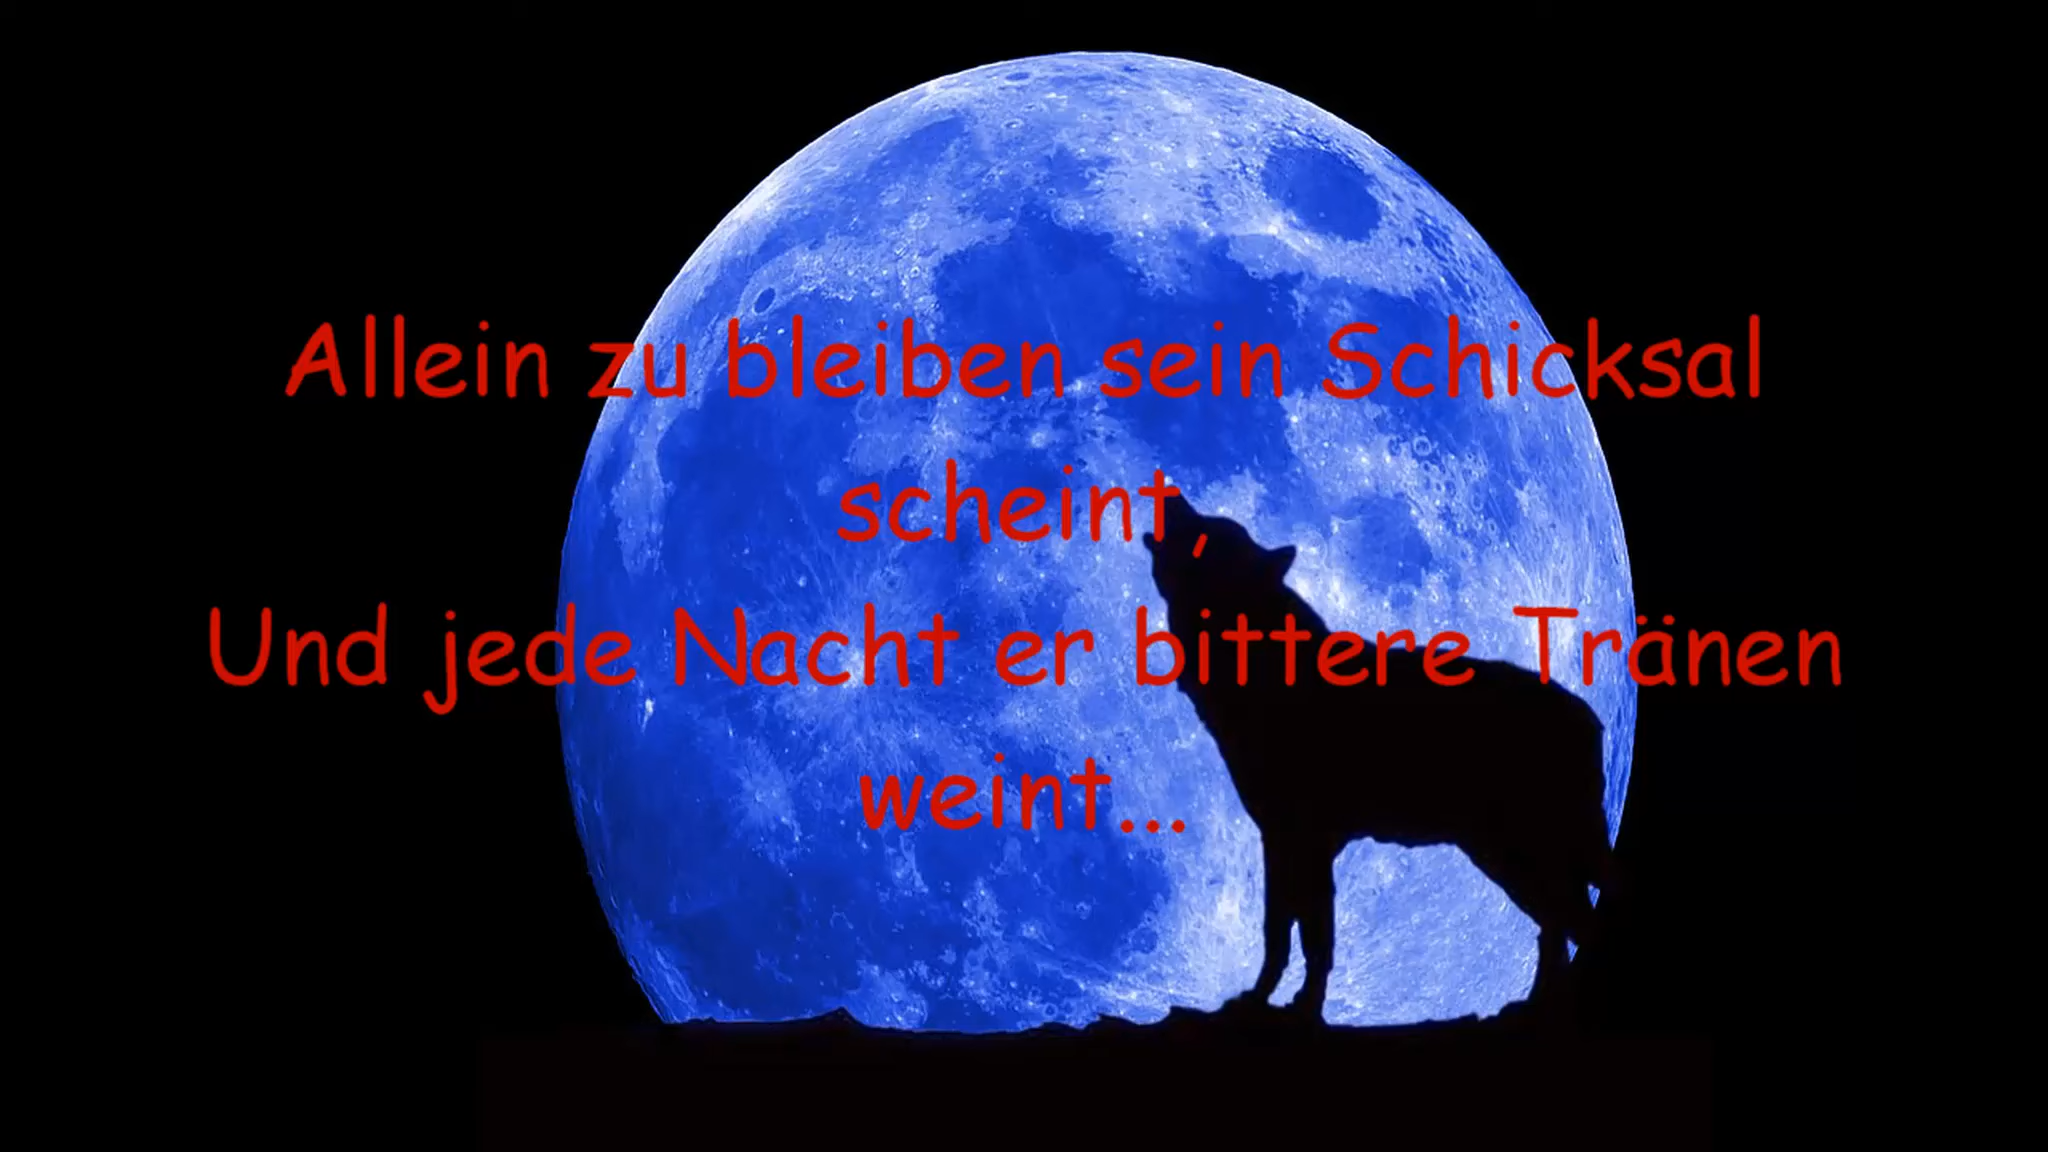 Allein zu bleiben sein Schicksal
scheint,
Und jede Nacht er bittere Tränen
weint...